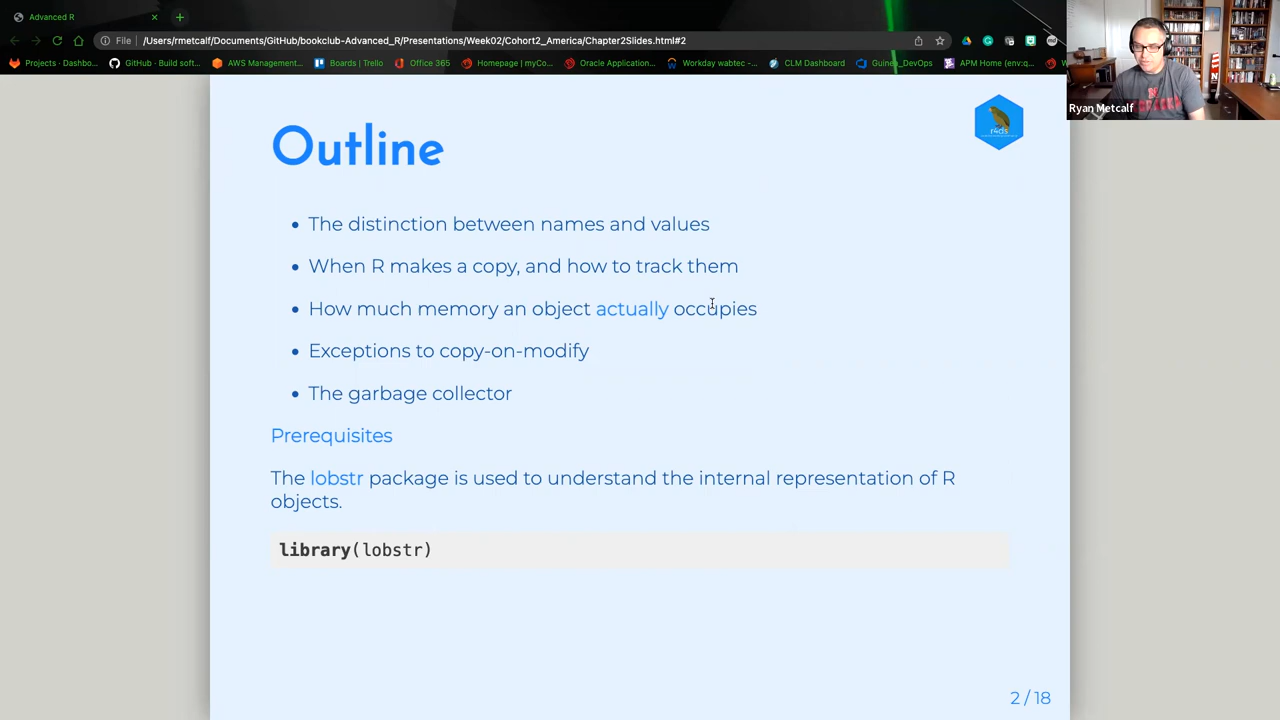 Advanced R
File | /Users/rmetcalf/Documents/GitHub/bookclub-Advanced_R/Presentations/Week02/Cohort2_America/Chapter2Slides.html#2
Projects · Dashbo... GitHub · Build soft... AWS Management... Boards | Trello Office 365 Homepage | myCo... Oracle Application... Workday wabtec –... CLM Dashboard Guinea_DevOps APM Home (env:q...
Ryan Metcalf
Outline
r4ds
• The distinction between names and values
• When R makes a copy, and how to track them
• How much memory an object actually occupies
• Exceptions to copy-on-modify
• The garbage collector
Prerequisites
The lobstr package is used to understand the internal representation of R
objects.
library(lobstr)
2 / 18